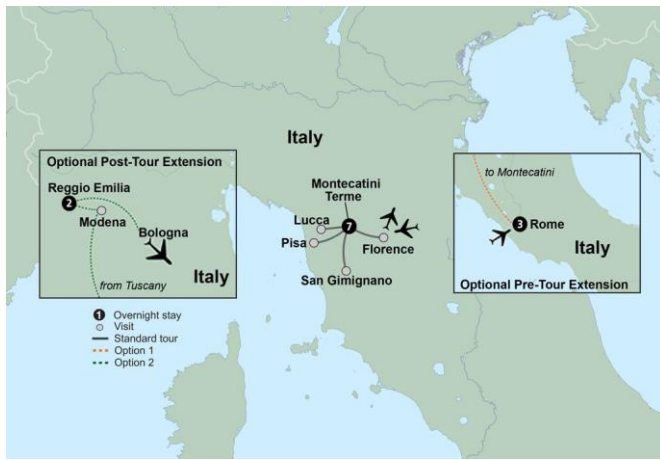 Italy
Optional Post-Tour Extension
Reggio Emilia
2
Modena
Bologna
from Tuscany
Italy
Montecatini
Terme
Lucca
7
Pisa
Florence
San Gimignano
to Montecatini
3
Rome
Italy
Optional Pre-Tour Extension
1 Overnight stay
Visit
Standard tour
Option 1
Option 2